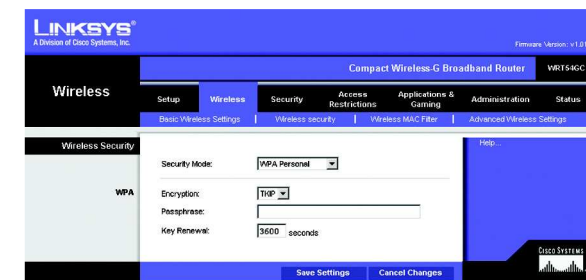 LINKSYS®
A Division of Cisco Systems, Inc.
Firmware Version: v1.01
Compact Wireless-G Broadband Router WRT54GC
Wireless
Setup Wireless Security Access Restrictions Applications & Gaming Administration Status
Basic Wireless Settings | Wireless security | Wireless MAC Filter | Advanced Wireless Settings
Wireless Security
Help...
Security Mode: WPA Personal
WPA
Encryption: TKIP
Passphrase:
Key Renewal: 3600 seconds
CISCO SYSTEMS
Save Settings Cancel Changes